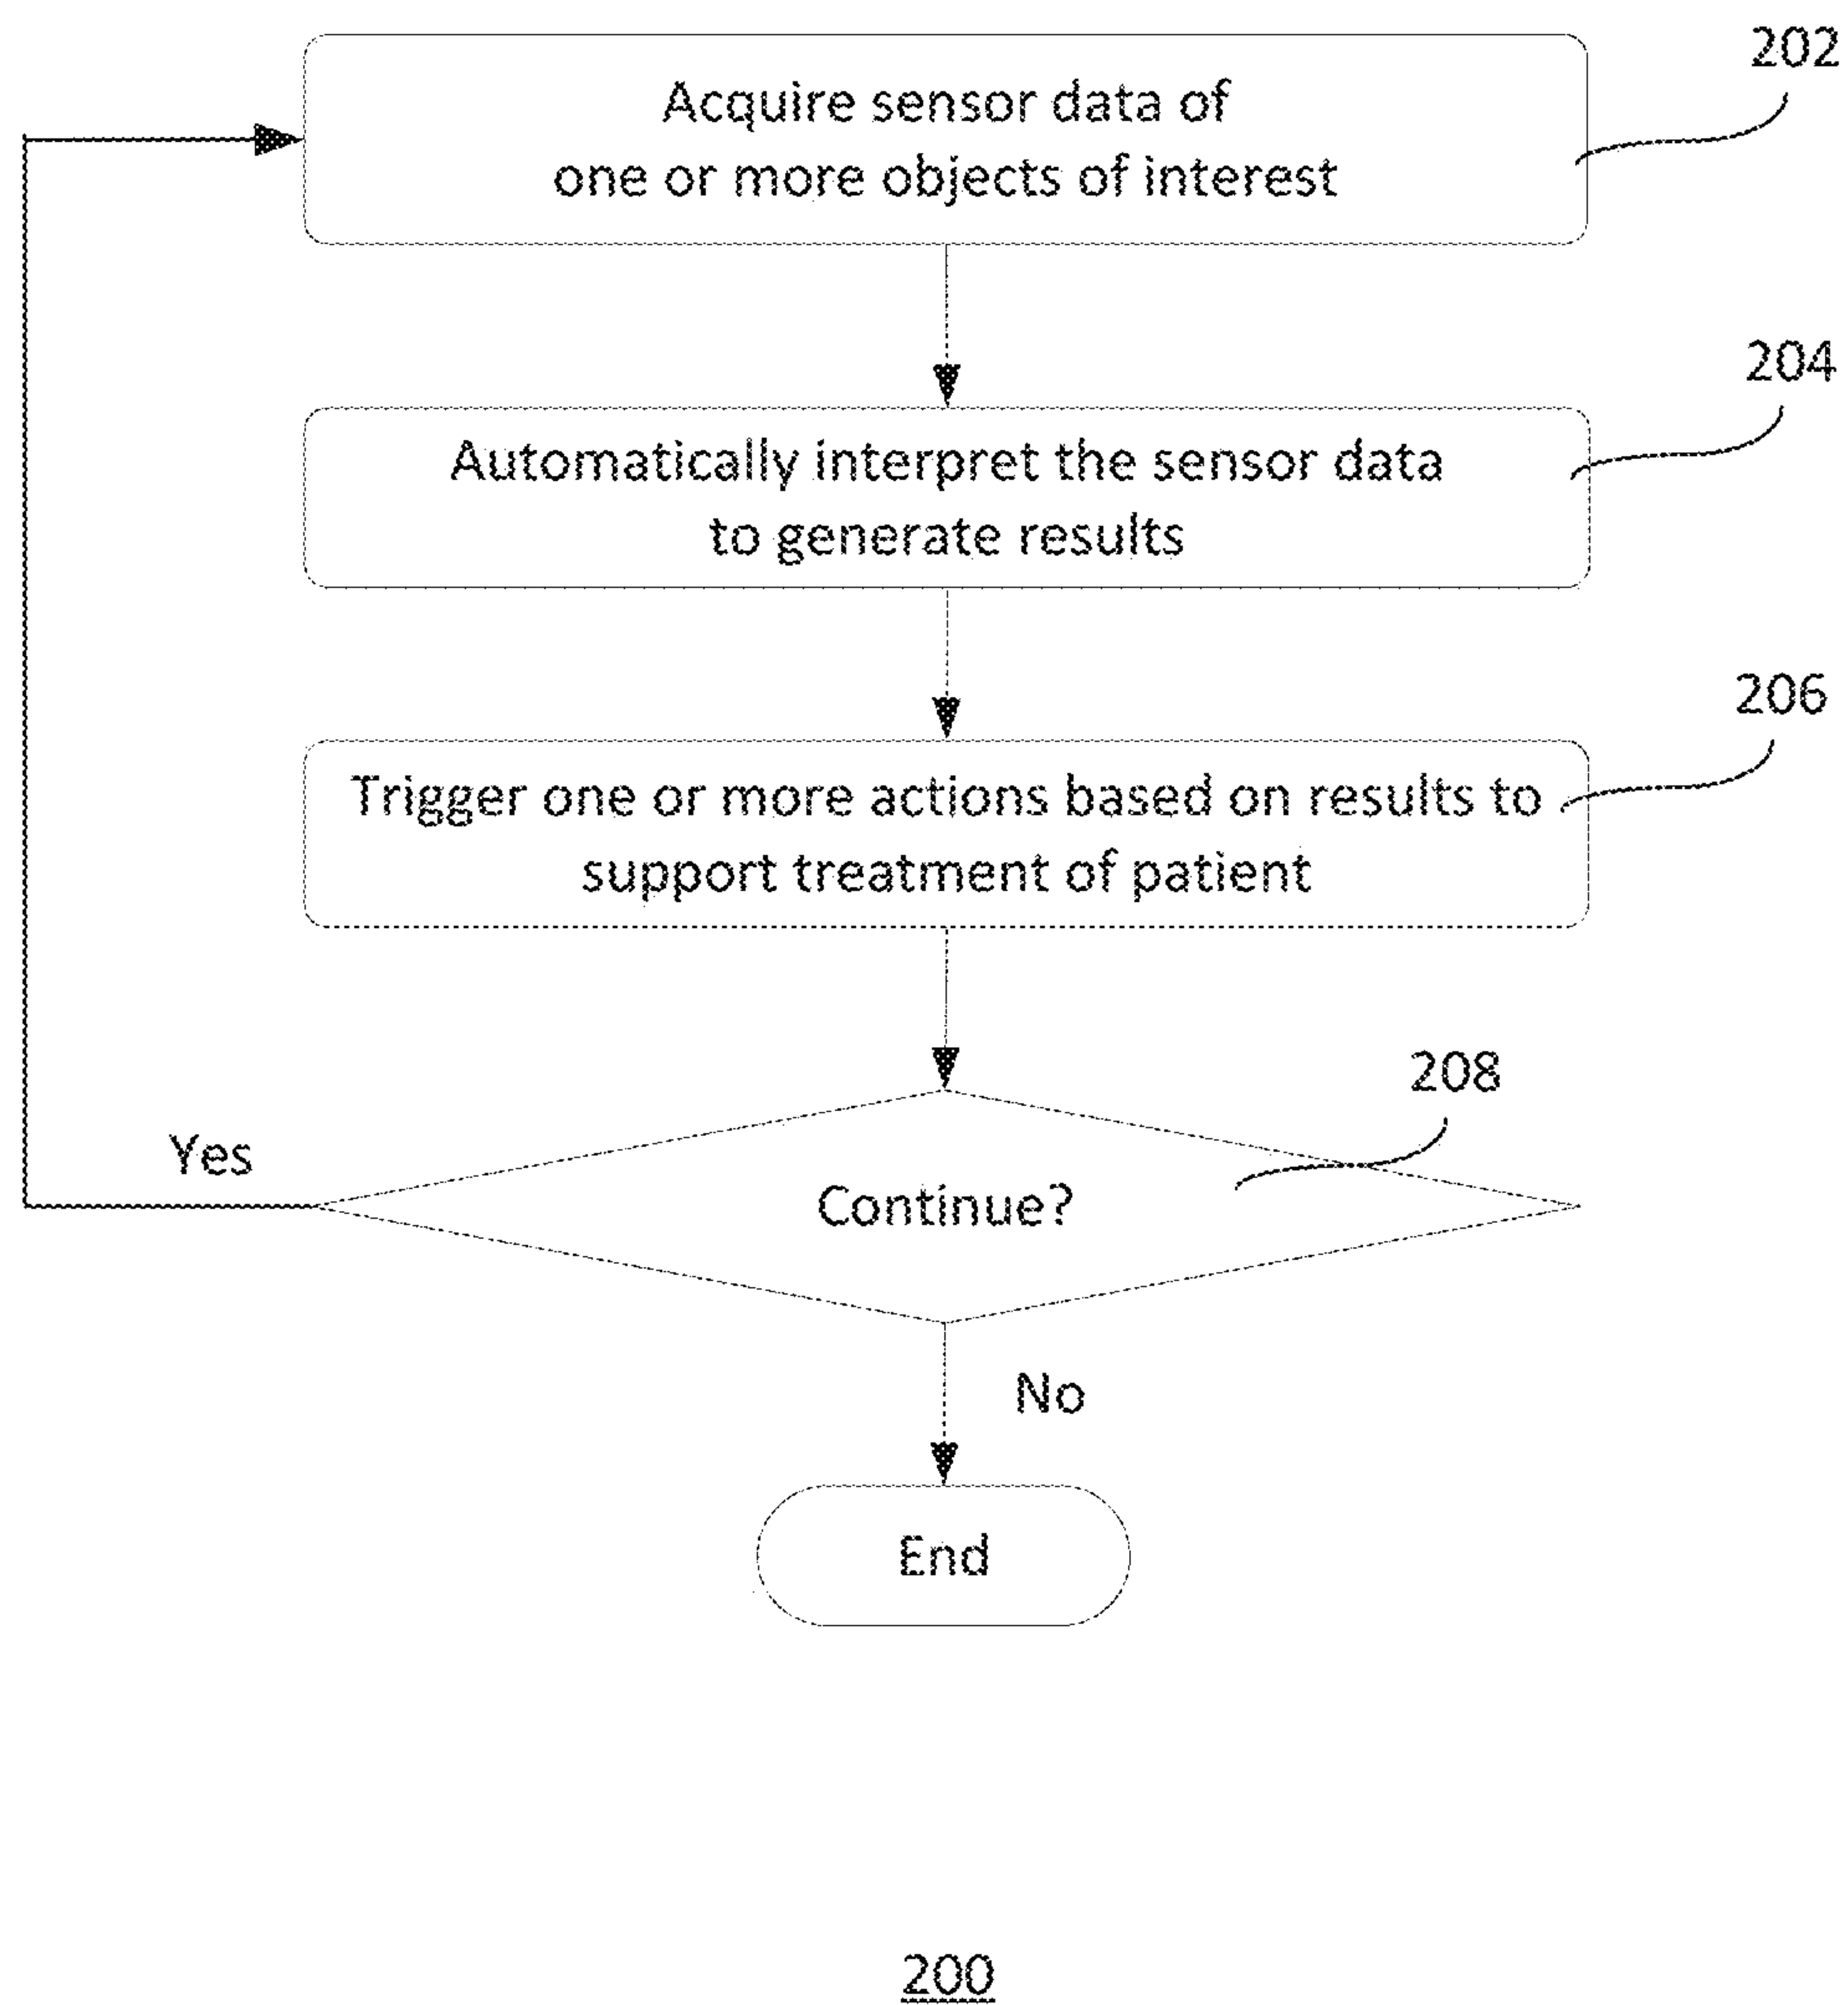 202
Acquire sensor data of
one or more objects of interest
204
Automatically interpret the sensor data
to generate results
206
Trigger one or more actions based on results to
support treatment of patient
208
Yes
Continue?
No
End
200